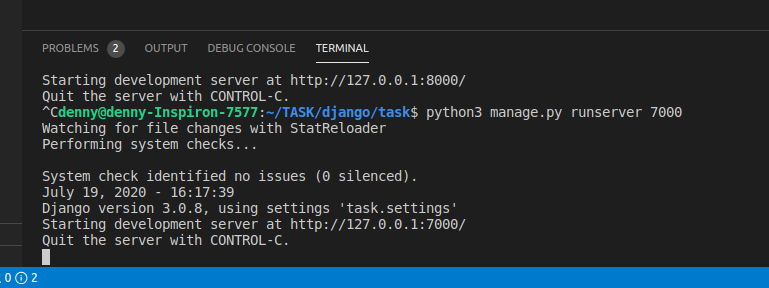 PROBLEMS 2 OUTPUT DEBUG CONSOLE TERMINAL
Starting development server at http://127.0.0.1:8000/
Quit the server with CONTROL-C.
^Cdenny@denny-Inspiron-7577:~/TASK/django/task$ python3 manage.py runserver 7000
Watching for file changes with StatReloader
Performing system checks...
System check identified no issues (0 silenced).
July 19, 2020 - 16:17:39
Django version 3.0.8, using settings 'task.settings'
Starting development server at http://127.0.0.1:7000/
Quit the server with CONTROL-C.
0 2